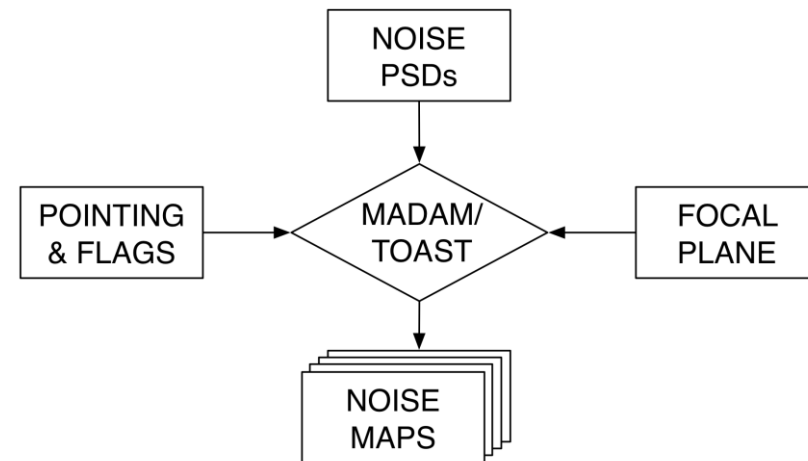 NOISE
PSDs
POINTING
& FLAGS
MADAM/
TOAST
FOCAL
PLANE
NOISE
MAPS